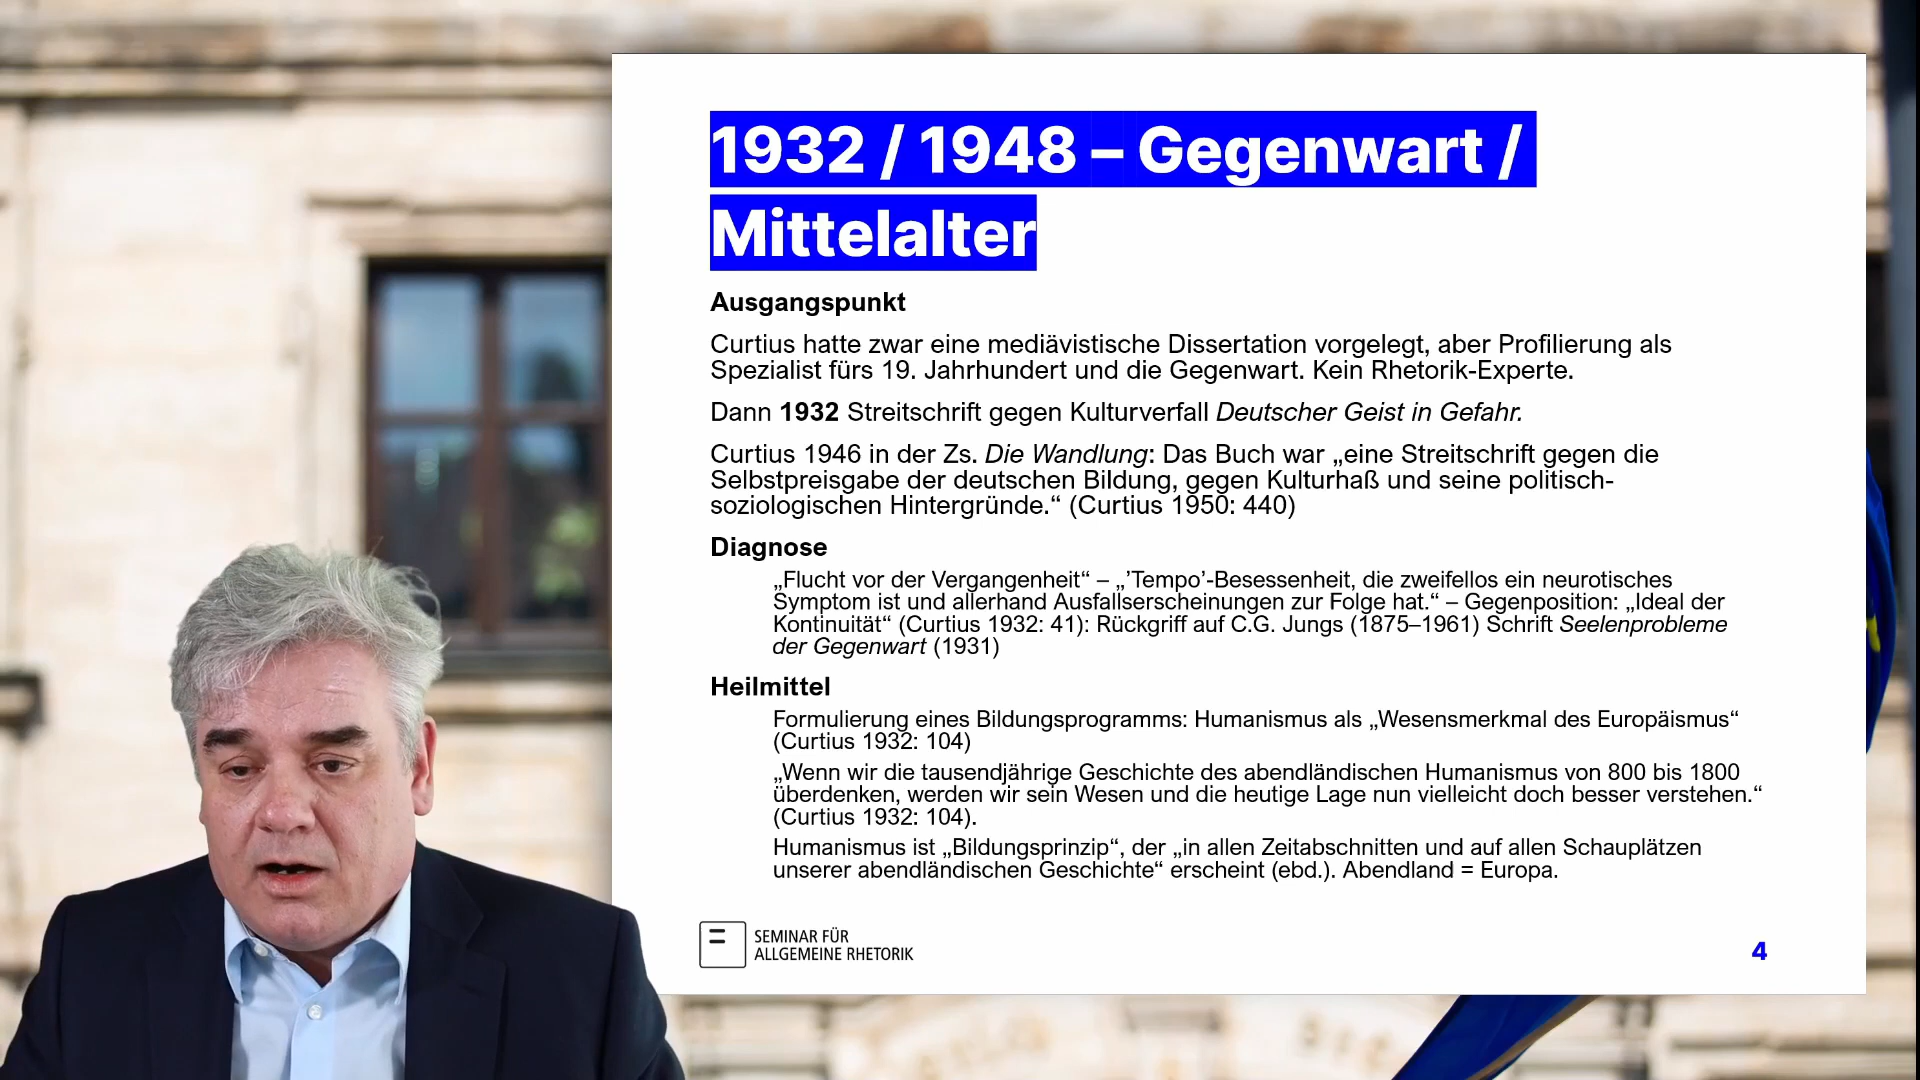 1932 / 1948 – Gegenwart /
Mittelalter
Ausgangspunkt
Curtius hatte zwar eine mediävistische Dissertation vorgelegt, aber Profilierung als
Spezialist fürs 19. Jahrhundert und die Gegenwart. Kein Rhetorik-Experte.
Dann 1932 Streitschrift gegen Kulturverfall Deutscher Geist in Gefahr.
Curtius 1946 in der Zs. Die Wandlung: Das Buch war „eine Streitschrift gegen die
Selbstpreisgabe der deutschen Bildung, gegen Kulturhaß und seine politisch-
soziologischen Hintergründe.“ (Curtius 1950: 440)
Diagnose
„Flucht vor der Vergangenheit“ – „’Tempo’-Besessenheit, die zweifellos ein neurotisches
Symptom ist und allerhand Ausfallserscheinungen zur Folge hat.“ – Gegenposition: „Ideal der
Kontinuität“ (Curtius 1932: 41): Rückgriff auf C.G. Jungs (1875–1961) Schrift Seelenprobleme
der Gegenwart (1931)
Heilmittel
Formulierung eines Bildungsprogramms: Humanismus als „Wesensmerkmal des Europäismus“
(Curtius 1932: 104)
„Wenn wir die tausendjährige Geschichte des abendländischen Humanismus von 800 bis 1800
überdenken, werden wir sein Wesen und die heutige Lage nun vielleicht doch besser verstehen.“
(Curtius 1932: 104).
Humanismus ist „Bildungsprinzip“, der „in allen Zeitabschnitten und auf allen Schauplätzen
unserer abendländischen Geschichte“ erscheint (ebd.). Abendland = Europa.
SEMINAR FÜR
ALLGEMEINE RHETORIK
4